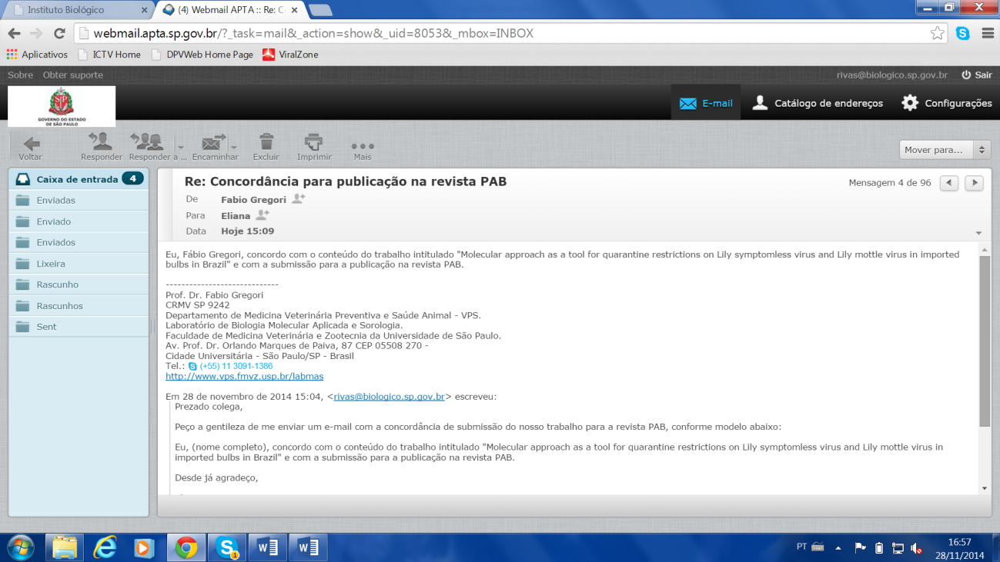 Instituto Biológico
(4) Webmail APTA :: Re: C
webmail.apta.sp.gov.br/?_task=mail&_action=show&_uid=8053&_mbox=INBOX
Aplicativos ICTV Home DPVWeb Home Page ViralZone
Sobre Obter suporte rivas@biologico.sp.gov.br Sair
GOVERNO DO ESTADO
DE SÃO PAULO
E-mail Catálogo de endereços Configurações
Voltar Responder Responder a ... Encaminhar Excluir Imprimir Mais Mover para...
Caixa de entrada 4
Enviadas
Enviado
Enviados
Lixeira
Rascunho
Rascunhos
Sent
Re: Concordância para publicação na revista PAB Mensagem 4 de 96
De Fabio Gregori
Para Eliana
Data Hoje 15:09
Eu, Fábio Gregori, concordo com o conteúdo do trabalho intitulado "Molecular approach as a tool for quarantine restrictions on Lily symptomless virus and Lily mottle virus in imported
bulbs in Brazil" e com a submissão para a publicação na revista PAB.
----------------------------
Prof. Dr. Fabio Gregori
CRMV SP 9242
Departamento de Medicina Veterinária Preventiva e Saúde Animal - VPS.
Laboratório de Biologia Molecular Aplicada e Sorologia.
Faculdade de Medicina Veterinária e Zootecnia da Universidade de São Paulo.
Av. Prof. Dr. Orlando Marques de Paiva, 87 CEP 05508 270 -
Cidade Universitária - São Paulo/SP - Brasil
Tel.: (+55) 11 3091-1386
http://www.vps.fmvz.usp.br/labmas
Em 28 de novembro de 2014 15:04, <rivas@biologico.sp.gov.br> escreveu:
Prezado colega,
Peço a gentileza de me enviar um e-mail com a concordância de submissão do nosso trabalho para a revista PAB, conforme modelo abaixo:
Eu, (nome completo), concordo com o conteúdo do trabalho intitulado "Molecular approach as a tool for quarantine restrictions on Lily symptomless virus and Lily mottle virus in
imported bulbs in Brazil" e com a submissão para a publicação na revista PAB.
Desde já agradeço,
PT 16:57
28/11/2014